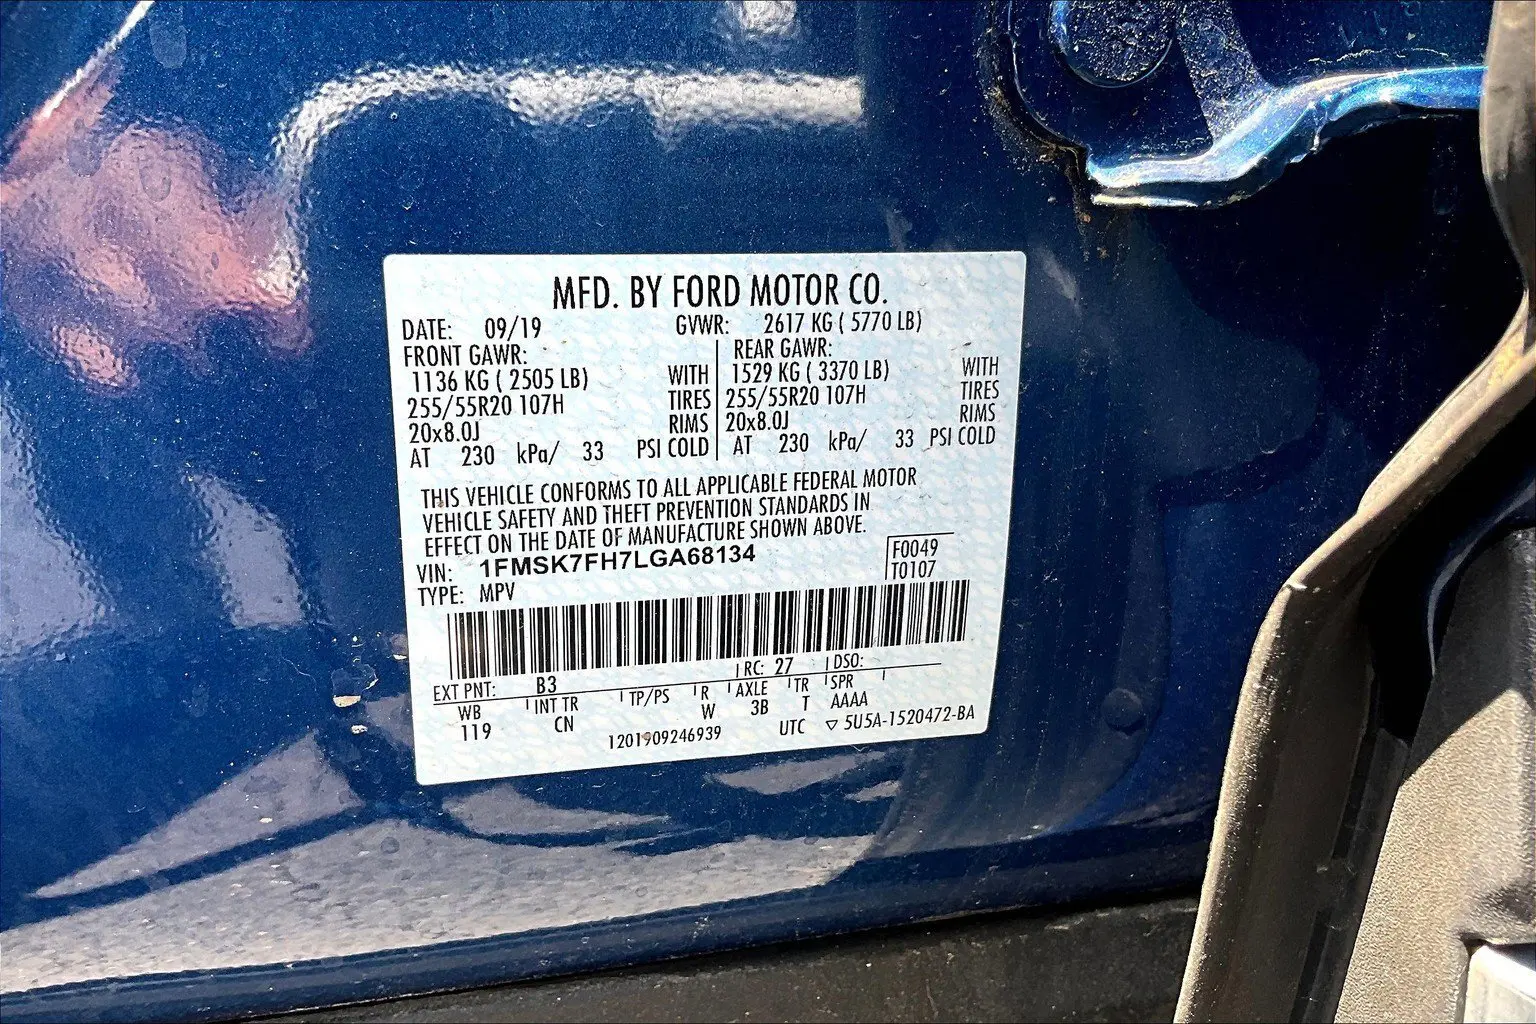 MFD. BY FORD MOTOR CO.
DATE: 09/19 GVWR: 2617 KG ( 5770 LB)
FRONT GAWR: REAR GAWR:
1136 KG ( 2505 LB) WITH 1529 KG ( 3370 LB) WITH
255/55R20 107H TIRES 255/55R20 107H TIRES
20x8.0J RIMS 20x8.0J RIMS
AT 230 kPa/ 33 PSI COLD AT 230 kPa/ 33 PSI COLD
THIS VEHICLE CONFORMS TO ALL APPLICABLE FEDERAL MOTOR
VEHICLE SAFETY AND THEFT PREVENTION STANDARDS IN
EFFECT ON THE DATE OF MANUFACTURE SHOWN ABOVE.
VIN: 1FMSK7FH7LGA68134 F0049
TYPE: MPV T0107
EXT PNT: B3 RC: 27 DSO:
WB INT TR TP/PS R AXLE TR SPR
119 CN W 3B T AAAA
1201909246939 UTC ▽ 5U5A-1520472-BA